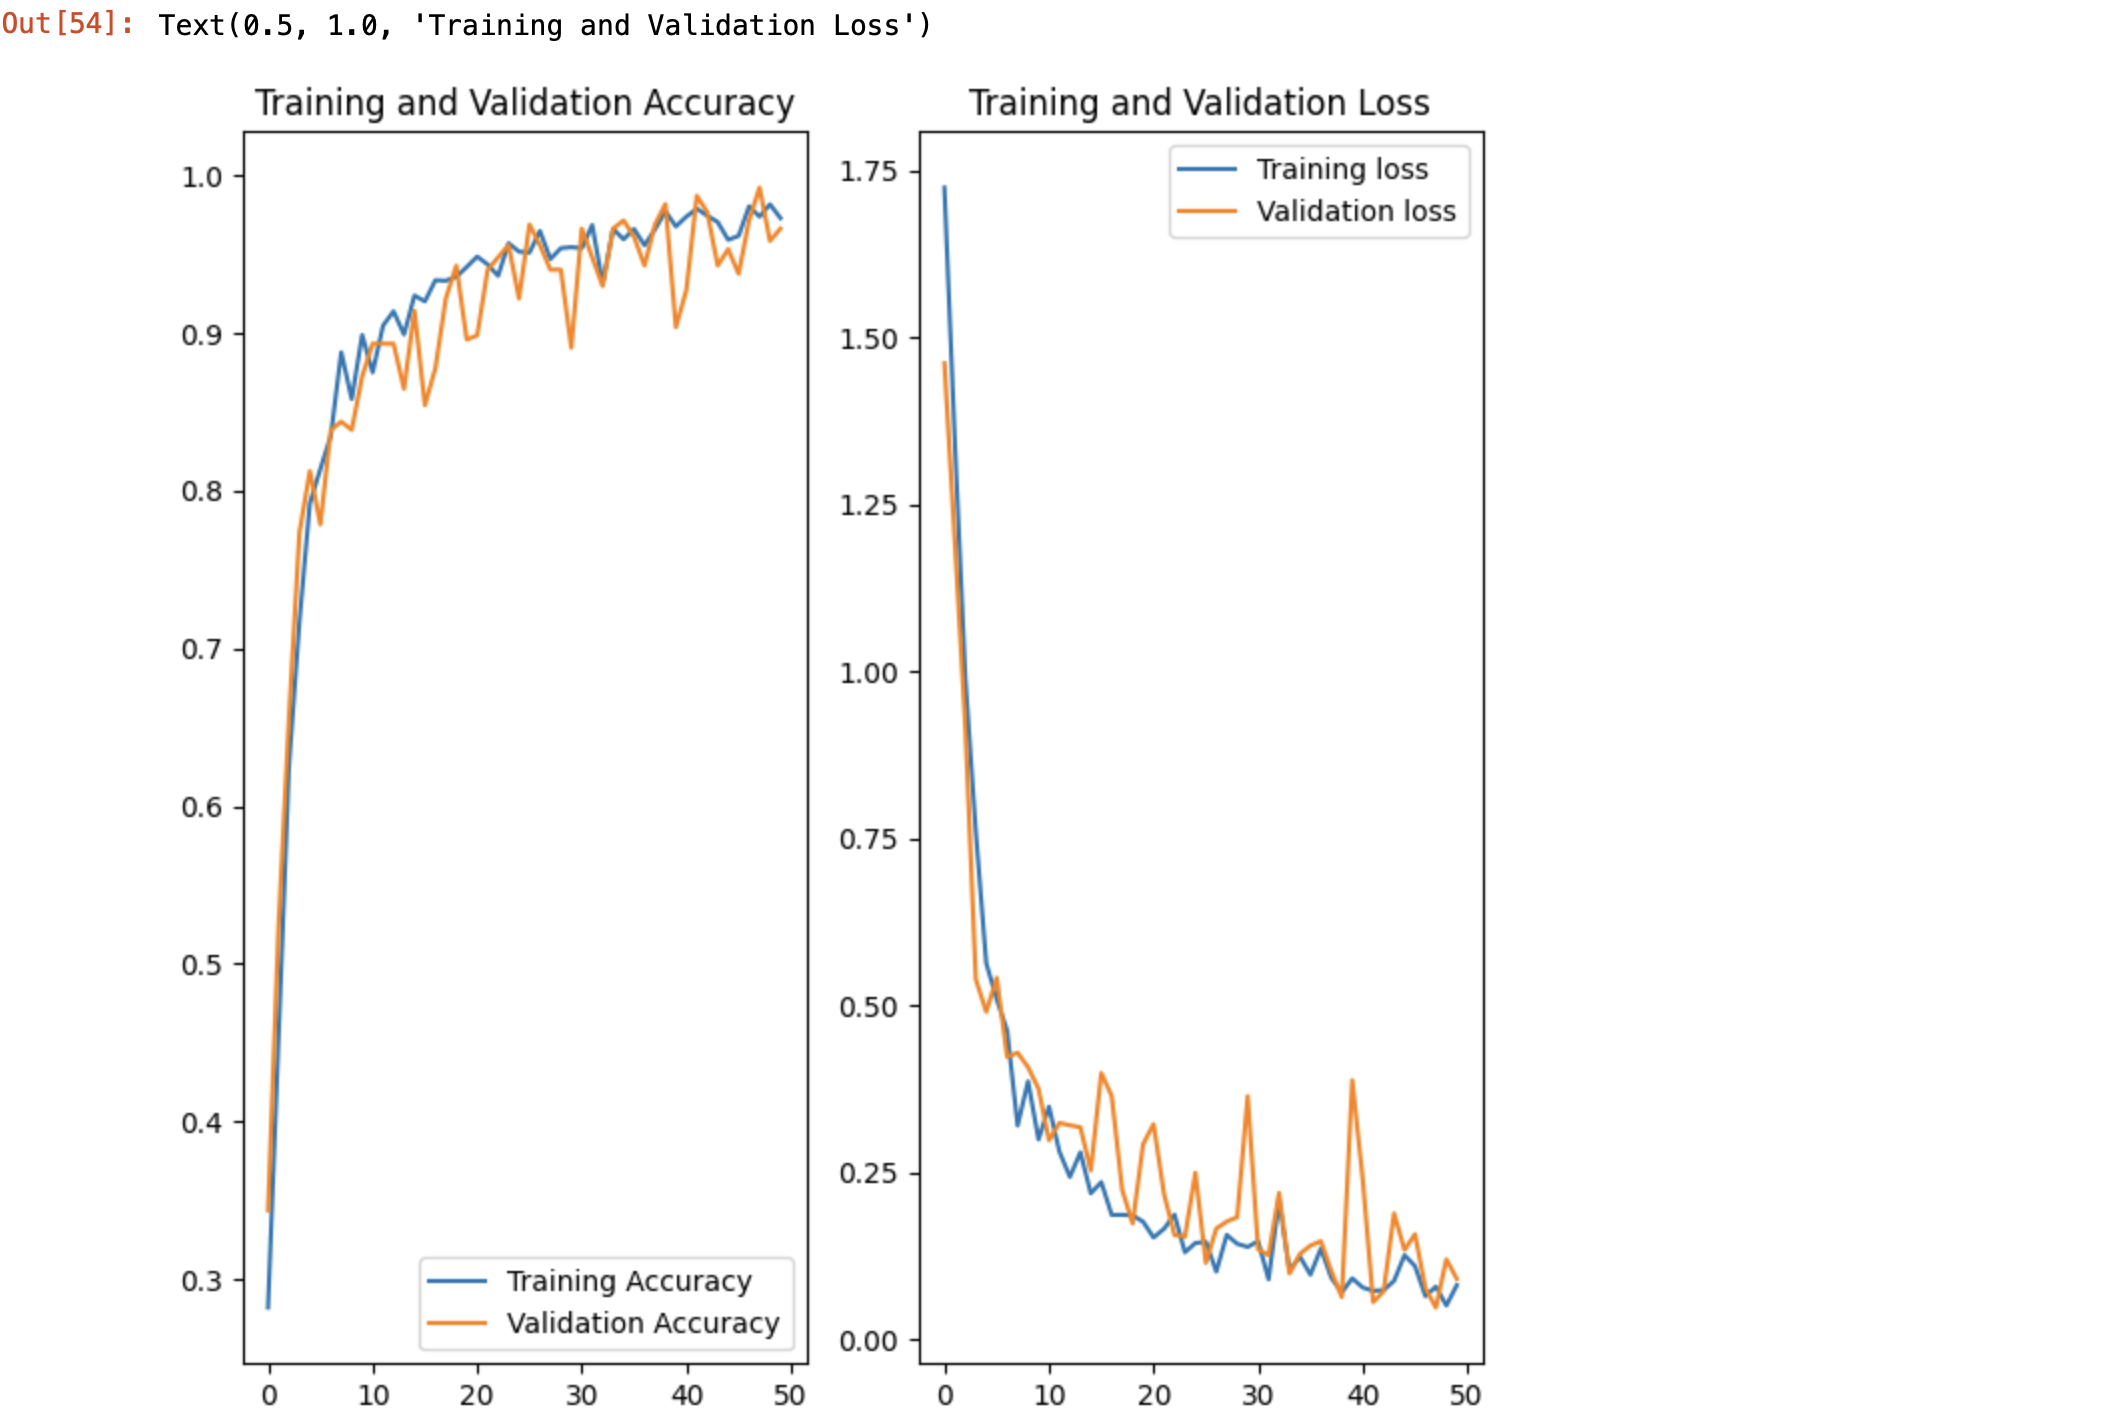 Out[54]: Text(0.5, 1.0, 'Training and Validation Loss')
Training and Validation Accuracy
1.0
0.9
0.8
0.7
0.6
0.5
0.4
0.3
Training Accuracy
Validation Accuracy
0 10 20 30 40 50
Training and Validation Loss
Training loss
Validation loss
1.75
1.50
1.25
1.00
0.75
0.50
0.25
0.00
0 10 20 30 40 50